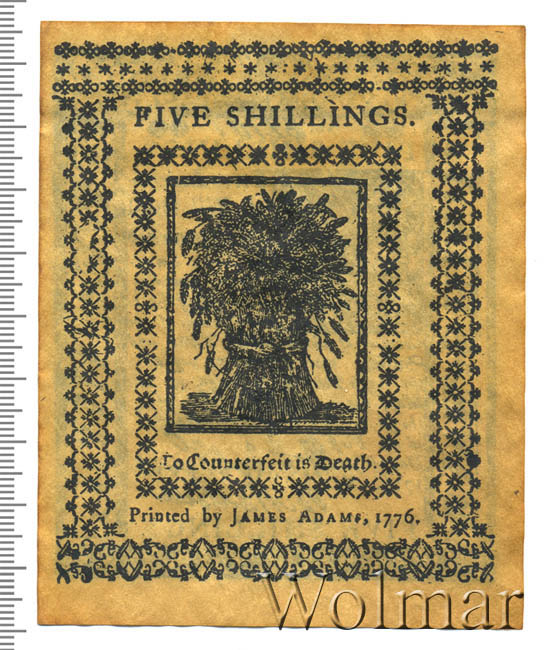 FIVE SHILLINGS.
To Counterfeit is Death.
Printed by JAMES ADAMS, 1776.
Wolmar